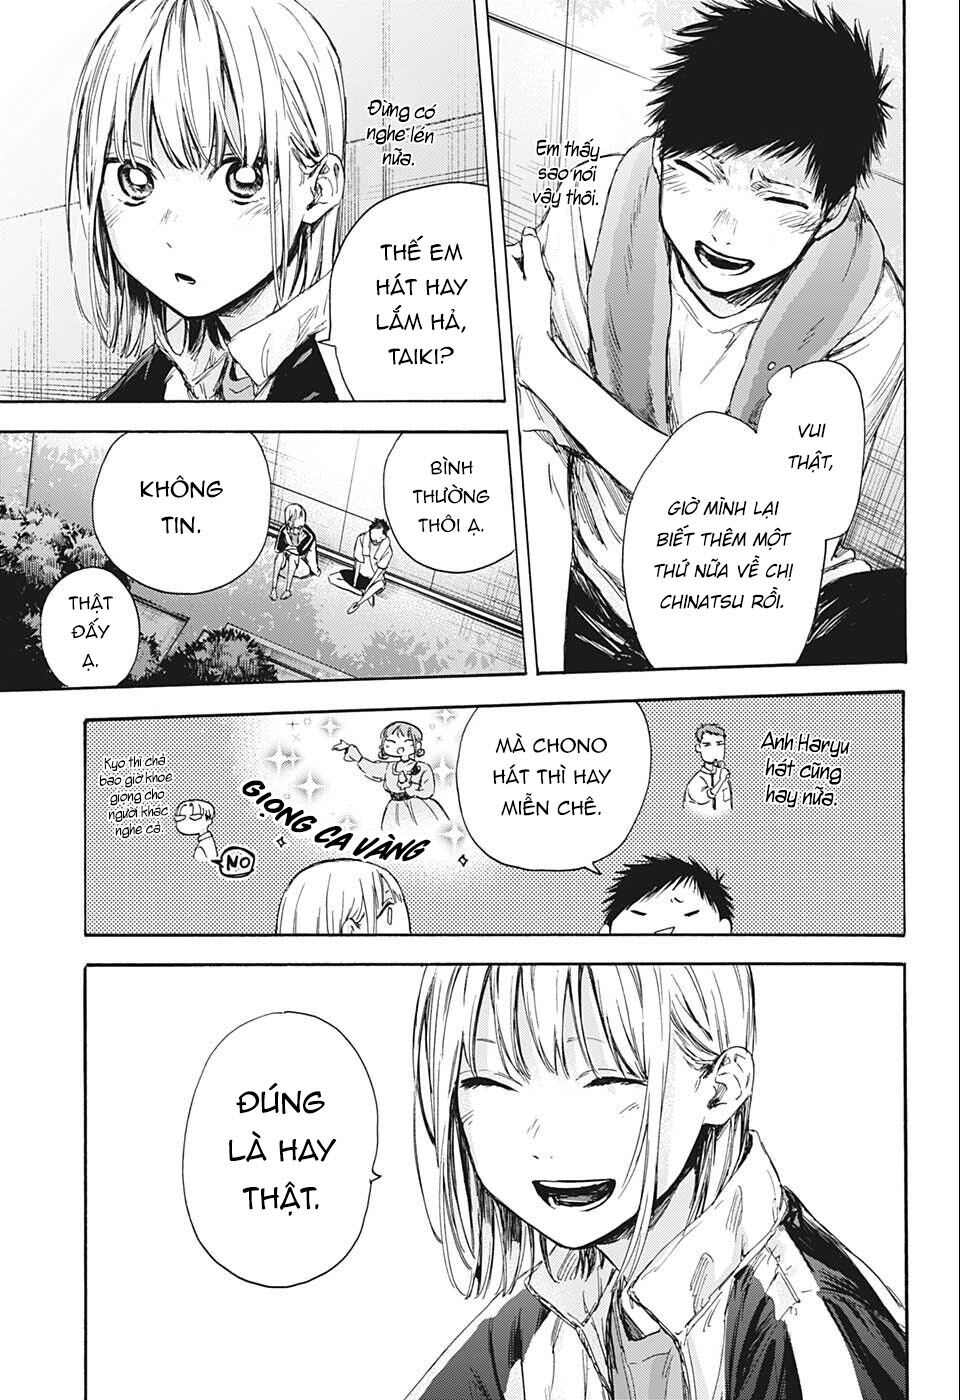 Em thấy
sao nói
vậy thôi.
VUI
THẬT,
GIỜ MÌNH LẠI
BIẾT THÊM MỘT
THỨ NỮA VỀ CHỊ
CHINATSU RỒI.
Đừng có
nghe lén
nữa.
THẾ EM
HÁT HAY
LẮM HẢ,
TAIKI?
BÌNH
THƯỜNG
THÔI Ạ.
KHÔNG
TIN.
THẬT
ĐẤY
Ạ.
Anh Haryu
hát cũng
hay nữa.
MÀ CHONO
HÁT THÌ HAY
MIỄN CHÊ.
GIỌNG CA VÀNG
Kyo thì chả
bao giờ khoe
giọng cho
người khác
nghe cả.
NO
ĐÚNG
LÀ HAY
THẬT.